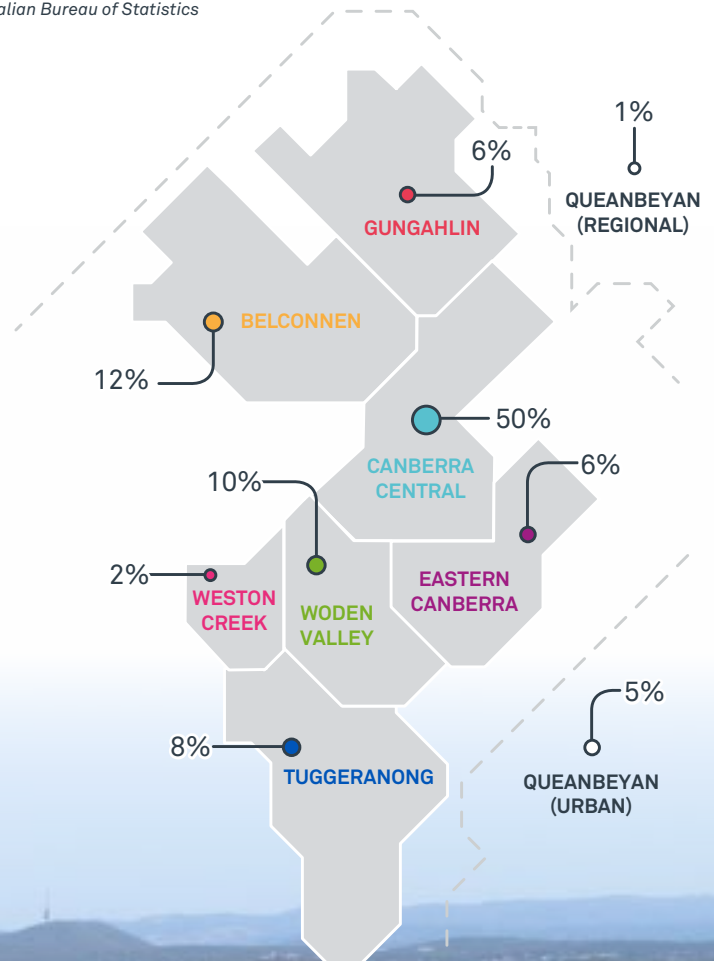 Bureau of Statistics
1%
6%
QUEANBEYAN
(REGIONAL)
GUNGAHLIN
BELCONNEN
12%
50%
CANBERRA
CENTRAL
6%
10%
2%
EASTERN
CANBERRA
WESTON
CREEK
WODEN
VALLEY
5%
8%
TUGGERANONG
QUEANBEYAN
(URBAN)